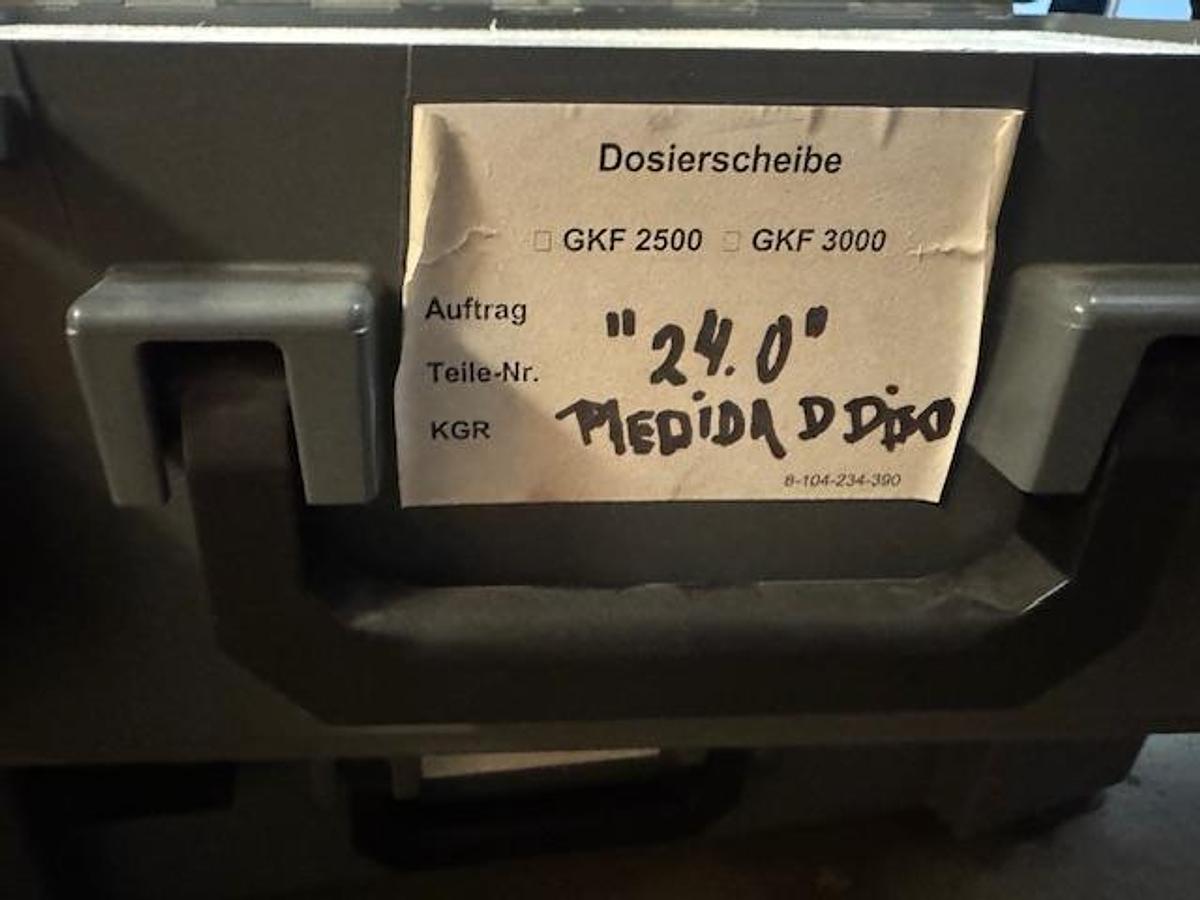 Dosierscheibe
☐ GKF 2500 ☐ GKF 3000
Auftrag
"24.0"
Teile-Nr.
KGR MEDiDA D
8-104-234-390